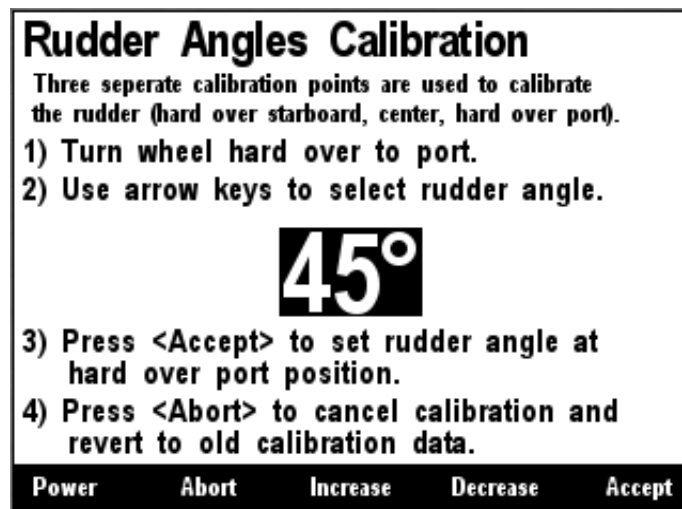 Rudder Angles Calibration
Three seperate calibration points are used to calibrate
the rudder (hard over starboard, center, hard over port).
1) Turn wheel hard over to port.
2) Use arrow keys to select rudder angle.
45°
3) Press <Accept> to set rudder angle at
hard over port position.
4) Press <Abort> to cancel calibration and
revert to old calibration data.
Power Abort Increase Decrease Accept